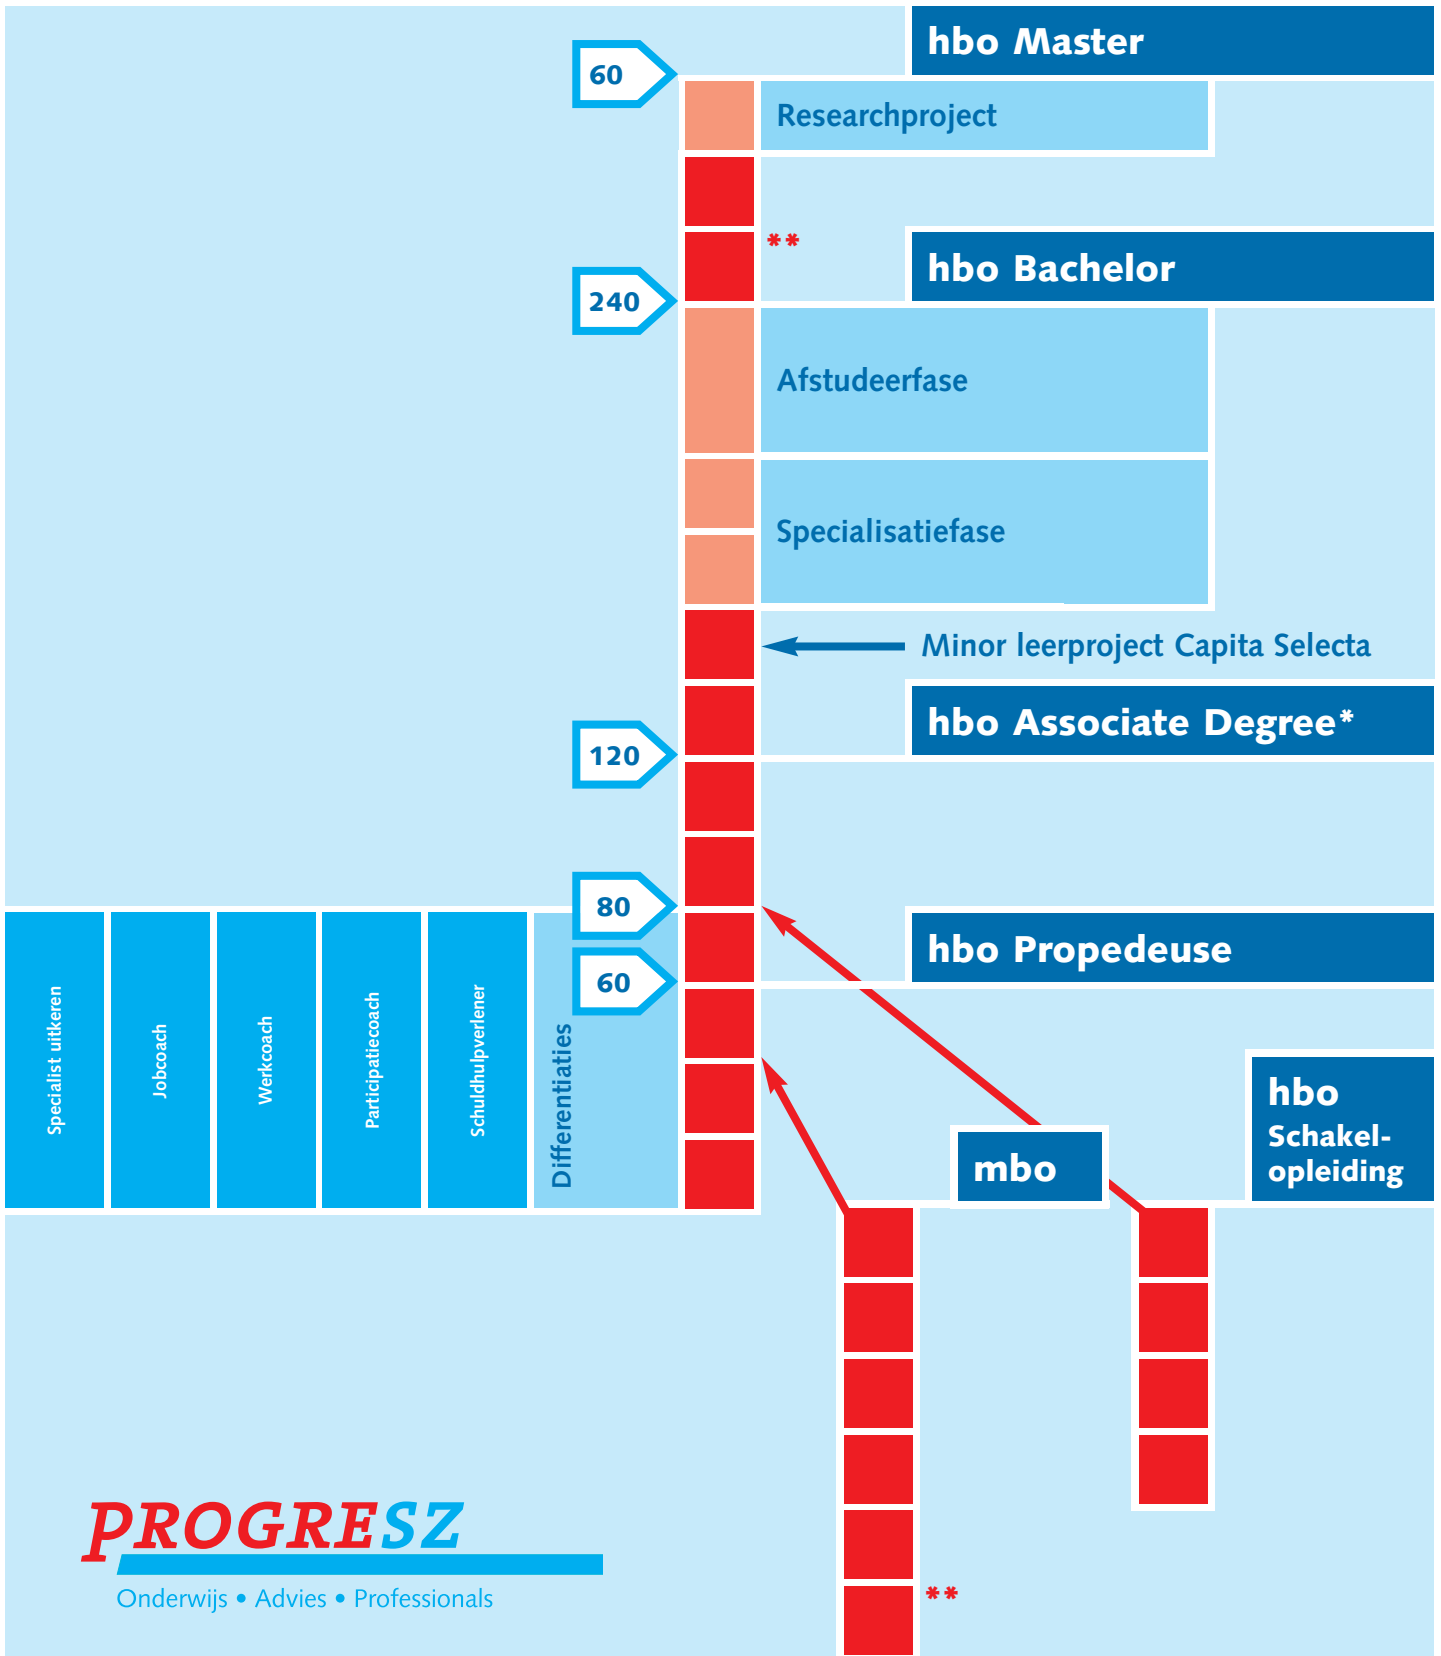 hbo Master
60
Researchproject
**
hbo Bachelor
240
Afstudeerfase
Specialisatiefase
Minor leerproject Capita Selecta
hbo Associate Degree*
120
80
hbo Propedeuse
60
Specialist uitkeren
Jobcoach
Werkcoach
Participatiecoach
Schuldhulpverlener
Differentiaties
hbo
Schakel-
opleiding
mbo
PROGRESZ
Onderwijs • Advies • Professionals
**